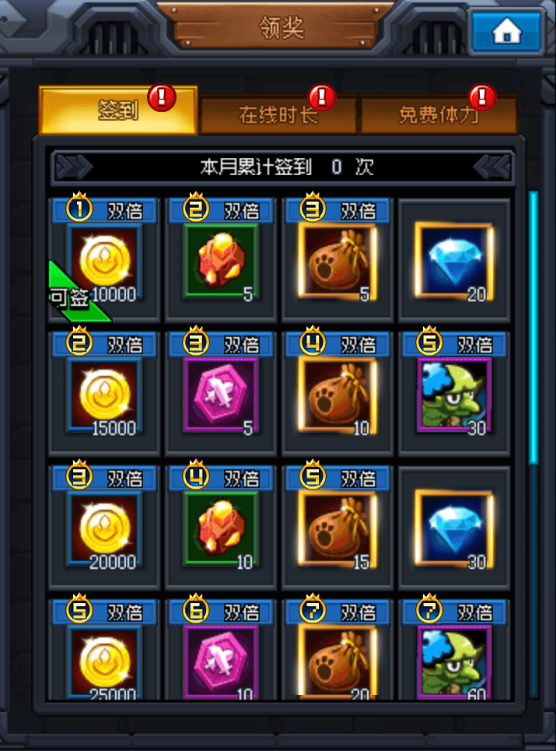 领奖
签到
在线时长
免费体力
本月累计签到 0 次
1 双倍
2 双倍
3 双倍
可签
10000
5
5
20
2 双倍
3 双倍
4 双倍
5 双倍
15000
5
10
30
3 双倍
4 双倍
5 双倍
20000
10
15
30
5 双倍
6 双倍
7 双倍
7 双倍
25000
10
20
60